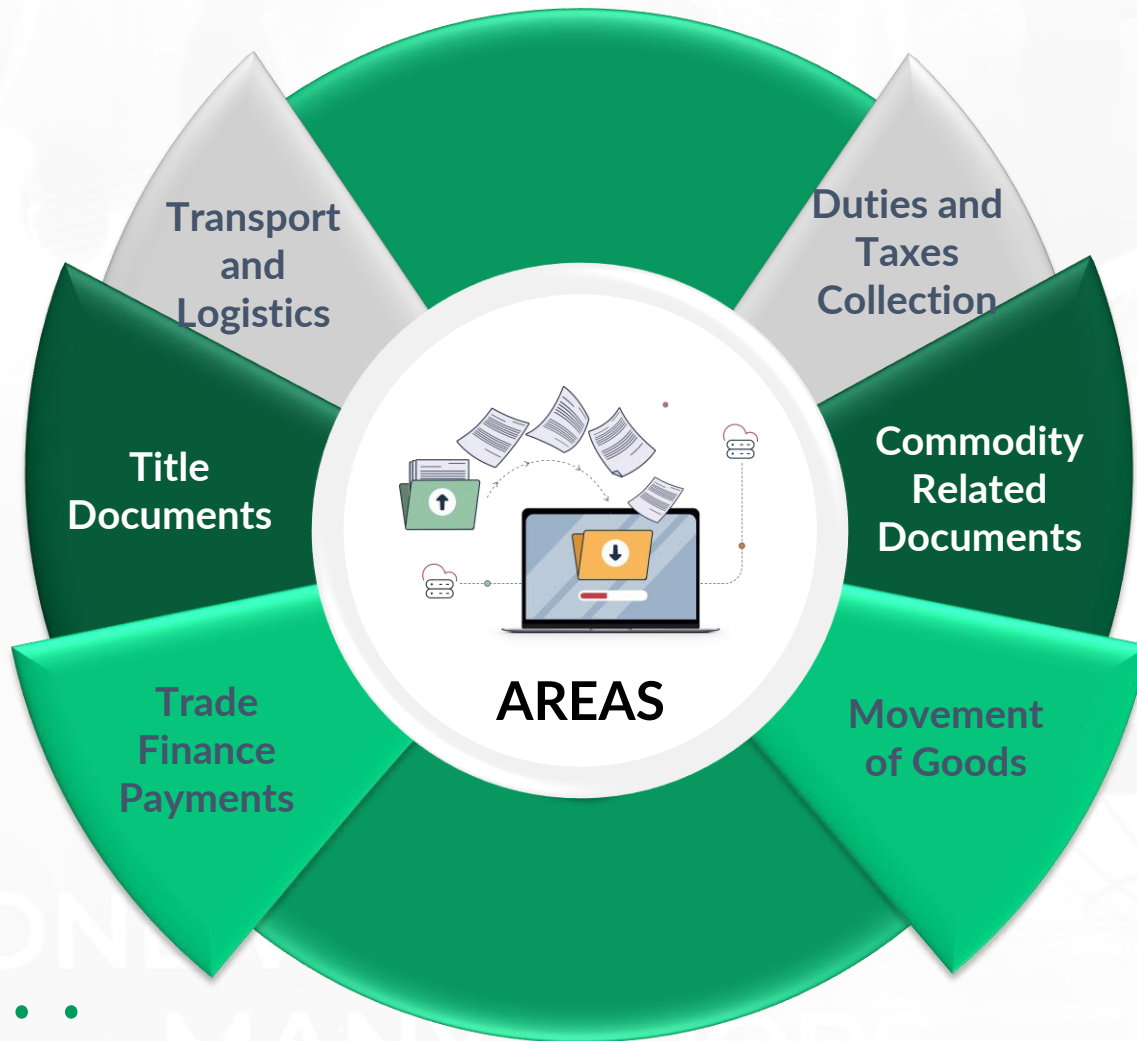 Transport
and
Logistics
Duties and
Taxes
Collection
Title
Documents
Commodity
Related
Documents
Trade
Finance
Payments
Movement
of Goods
AREAS